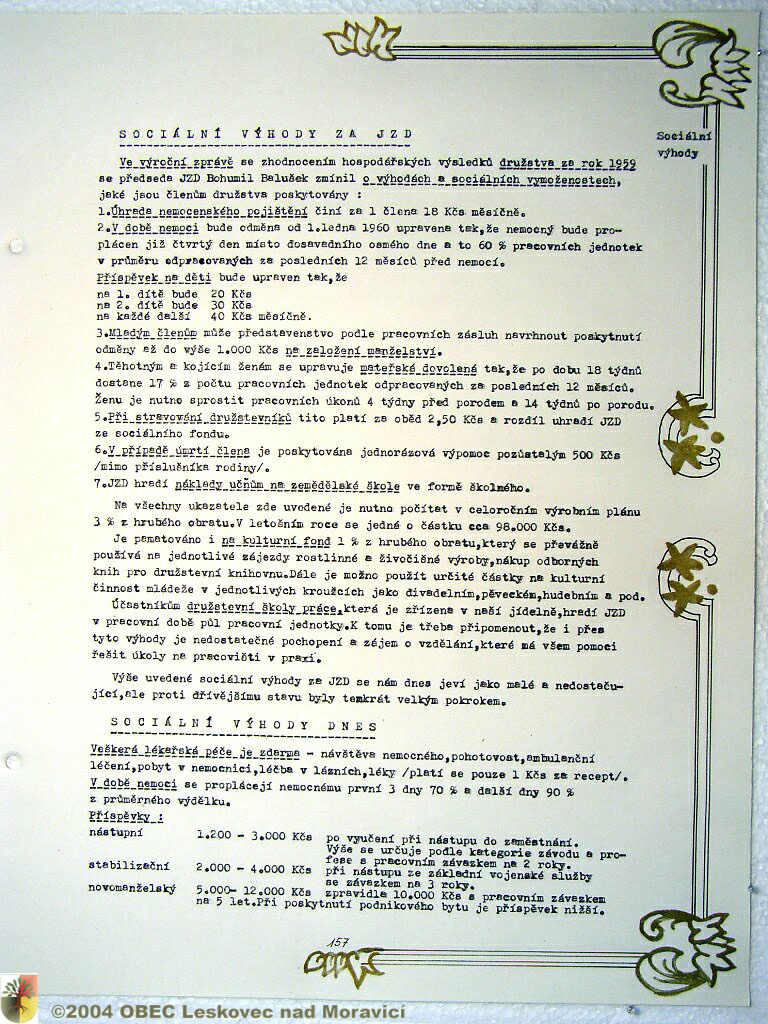 SOCIÁLNÍ VÝHODY ZA JZD
Sociální
výhody
Ve výroční zprávě se zhodnocením hospodářských výsledků družstva za rok 1959
se předseda JZD Bohumil Balušek zmínil o výhodách a sociálních vymoženostech,
jaké jsou členům družstva poskytovány :
1.Úhrada nemocenského pojištění činí za 1 člena 18 Kčs měsíčně.
2.V době nemoci bude odměna od 1.ledna 1960 upravena tak,že nemocný bude pro-
plácen již čtvrtý den místo dosavadního osmého dne a to 60 % pracovních jednotek
v průměru odpracovaných za posledních 12 měsíců před nemocí.
Příspěvek na děti bude upraven tak,že
na 1. dítě bude 20 Kčs
na 2. dítě bude 30 Kčs
na každé další 40 Kčs měsíčně.
3.Mladým členům může představenstvo podle pracovních zásluh navrhnout poskytnutí
odměny až do výše 1.000 Kčs na založení manželství.
4.Těhotným a kojícím ženám se upravuje mateřská dovolená tak,že po dobu 18 týdnů
dostane 17 % z počtu pracovních jednotek odpracovaných za posledních 12 měsíců.
Ženu je nutno sprostit pracovních úkonů 4 týdny před porodem a 14 týdnů po porodu.
5.Při stravování družstevníků tito platí za oběd 2,50 Kčs a rozdíl uhradí JZD
ze sociálního fondu.
6.V případě úmrtí člena je poskytována jednorázová výpomoc pozůstalým 500 Kčs
/mimo příslušníka rodiny/.
7.JZD hradí náklady učňům na zemědělské škole ve formě školného.
Na všechny ukazatele zde uvedené je nutno počítat v celoročním výrobním plánu
3 % z hrubého obratu.V letošním roce se jedná o částku cca 98.000 Kčs.
Je pamatováno i na kulturní fond 1 % z hrubého obratu,který se převážně
používá na jednotlivé zájezdy rostlinné a živočišné výroby,nákup odborných
knih pro družstevní knihovnu.Dále je možno použít určité částky na kulturní
činnost mládeže v jednotlivých kroužcích jako divadelním,pěveckém,hudebním a pod.
Účastníkům družstevní školy práce,která je zřízena v naší jídelně,hradí JZD
v pracovní době půl pracovní jednotky.K tomu je třeba připomenout,že i přes
tyto výhody je nedostatečné pochopení a zájem o vzdělání,které má všem pomoci
řešit úkoly na pracovišti v praxi.
Výše uvedené sociální výhody za JZD se nám dnes jeví jako malé a nedostaču-
jící,ale proti dřívějšímu stavu byly tenkrát velkým pokrokem.
SOCIÁLNÍ VÝHODY DNES
Veškerá lékařská péče je zdarma - návštěva nemocného,pohotovost,ambulanční
léčení,pobyt v nemocnici,léčba v lázních,léky /platí se pouze 1 Kčs za recept/.
V době nemoci se proplácejí nemocnému první 3 dny 70 % a další dny 90 %
z průměrného výdělku.
Příspěvky :
nástupní 1.200 - 3.000 Kčs po vyučení při nástupu do zaměstnání.
Výše se určuje podle kategorie závodu a pro-
fese s pracovním závazkem na 2 roky.
stabilizační 2.000 - 4.000 Kčs při nástupu ze základní vojenské služby
se závazkem na 3 roky.
novomanželský 5.000- 12.000 Kčs zpravidla 10.000 Kčs s pracovním závazkem
na 5 let.Při poskytnutí podnikového bytu je příspěvek nižší.
157
©2004 OBEC Leskovec nad Moravicí